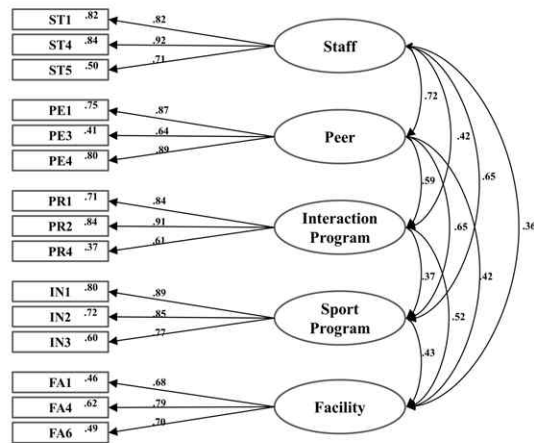 ST1 .82
.82
ST4 .84
.92
ST5 .50
.71
Staff
.72
.42
.65
.36
PE1 .75
.87
PE3 .41
.64
PE4 .80
.89
Peer
.59
.65
.42
PR1 .71
.84
PR2 .84
.91
PR4 .37
.61
Interaction
Program
.37
.52
IN1 .80
.89
IN2 .72
.85
IN3 .60
.77
Sport
Program
.43
FA1 .46
.68
FA4 .62
.79
FA6 .49
.70
Facility